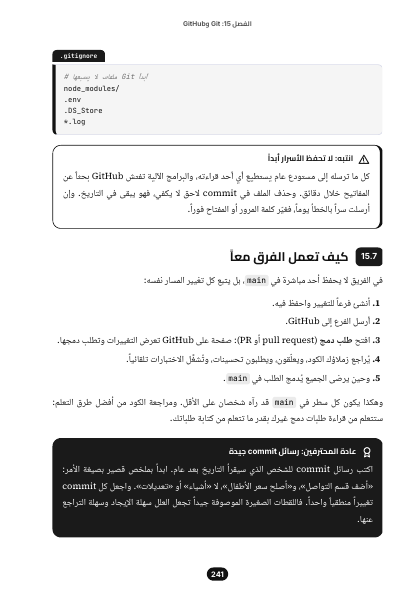 الفصل 15: Git وGitHub
.gitignore
# ملفات لا يتبعها Git أبداً
node_modules/
.env
.DS_Store
*.log
انتبه: لا تحفظ الأسرار أبداً
كل ما ترسله إلى مستودع عام يستطيع أي أحد قراءته، والبرامج الآلية تفتش GitHub بحثاً عن
المفاتيح خلال دقائق. وحذف الملف في commit لاحق لا يكفي، فهو يبقى في التاريخ. وإن
أرسلت سراً بالخطأ يوماً، فغيّر كلمة المرور أو المفتاح فوراً.
15.7 كيف تعمل الفرق معاً
في الفريق لا يحفظ أحد مباشرة في main، بل يتبع كل تغيير المسار نفسه:
1. أنشئ فرعاً للتغيير واحفظ فيه.
2. أرسل الفرع إلى GitHub.
3. افتح طلب دمج (pull request أو PR): صفحة على GitHub تعرض التغييرات وتطلب دمجها.
4. يُراجع زملاؤك الكود، ويعلّقون، ويطلبون تحسينات، وتُشغَّل الاختبارات تلقائياً.
5. وحين يرضى الجميع يُدمج الطلب في main.
وهكذا يكون كل سطر في main قد رآه شخصان على الأقل. ومراجعة الكود من أفضل طرق التعلم:
ستتعلم من قراءة طلبات دمج غيرك بقدر ما تتعلم من كتابة طلباتك.
عادة المحترفين: رسائل commit جيدة
اكتب رسائل commit للشخص الذي سيقرأ التاريخ بعد عام. ابدأ بملخص قصير بصيغة الأمر:
«أضف قسم التواصل»، و«أصلح سعر الأطفال»، لا «أشياء» أو «تعديلات». واجعل كل commit
تغييراً منطقياً واحداً. فاللقطات الصغيرة الموصوفة جيداً تجعل العلل سهلة الإيجاد وسهلة التراجع
عنها.
241